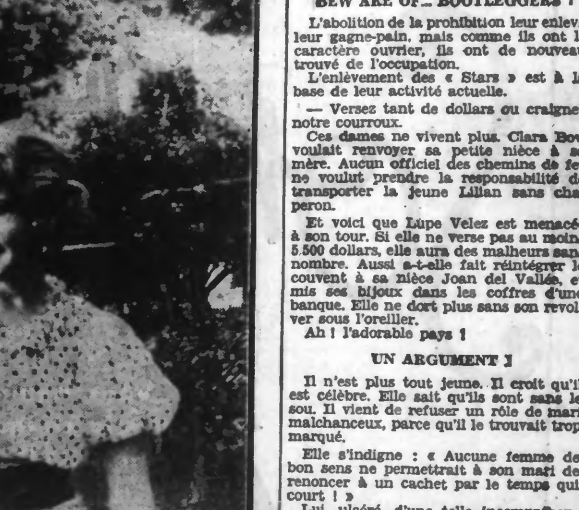 BEW ARE OF... BOOTLEGGERS !
L'abolition de la prohibition leur enlev
leur gagne-pain, mais comme ils ont l
caractère ouvrier, ils ont de nouveau
trouvé de l'occupation.
L'enlèvement des « Stars » est à l
base de leur activité actuelle.
— Versez tant de dollars ou craigne
notre courroux.
Ces dames ne vivent plus. Clara Bow
voulait renvoyer sa petite nièce à s
mère. Aucun officiel des chemins de fe
ne voulut prendre la responsabilité d
transporter la jeune Lilian sans cha
peron.
Et voici que Lupe Velez est menacé
à son tour. Si elle ne verse pas au moin
5.500 dollars, elle aura des malheurs san
nombre. Aussi a-t-elle fait réintégrer l
couvent à sa nièce Joan del Vallée, e
mis ses bijoux dans les coffres d'un
banque. Elle ne dort plus sans son revol
ver sous l'oreiller.
Ah ! l'adorable pays !
UN ARGUMENT !
Il n'est plus tout jeune. Il croit qu'il
est célèbre. Elle sait qu'ils sont sans le
sou. Il vient de refuser un rôle de mari
malchanceux, parce qu'il le trouvait trop
marqué.
Elle s'indigne : « Aucune femme de
bon sens ne permettrait à son mari de
renoncer à un cachet par le temps qui
court ! »
Lui, ulcéré d'une telle